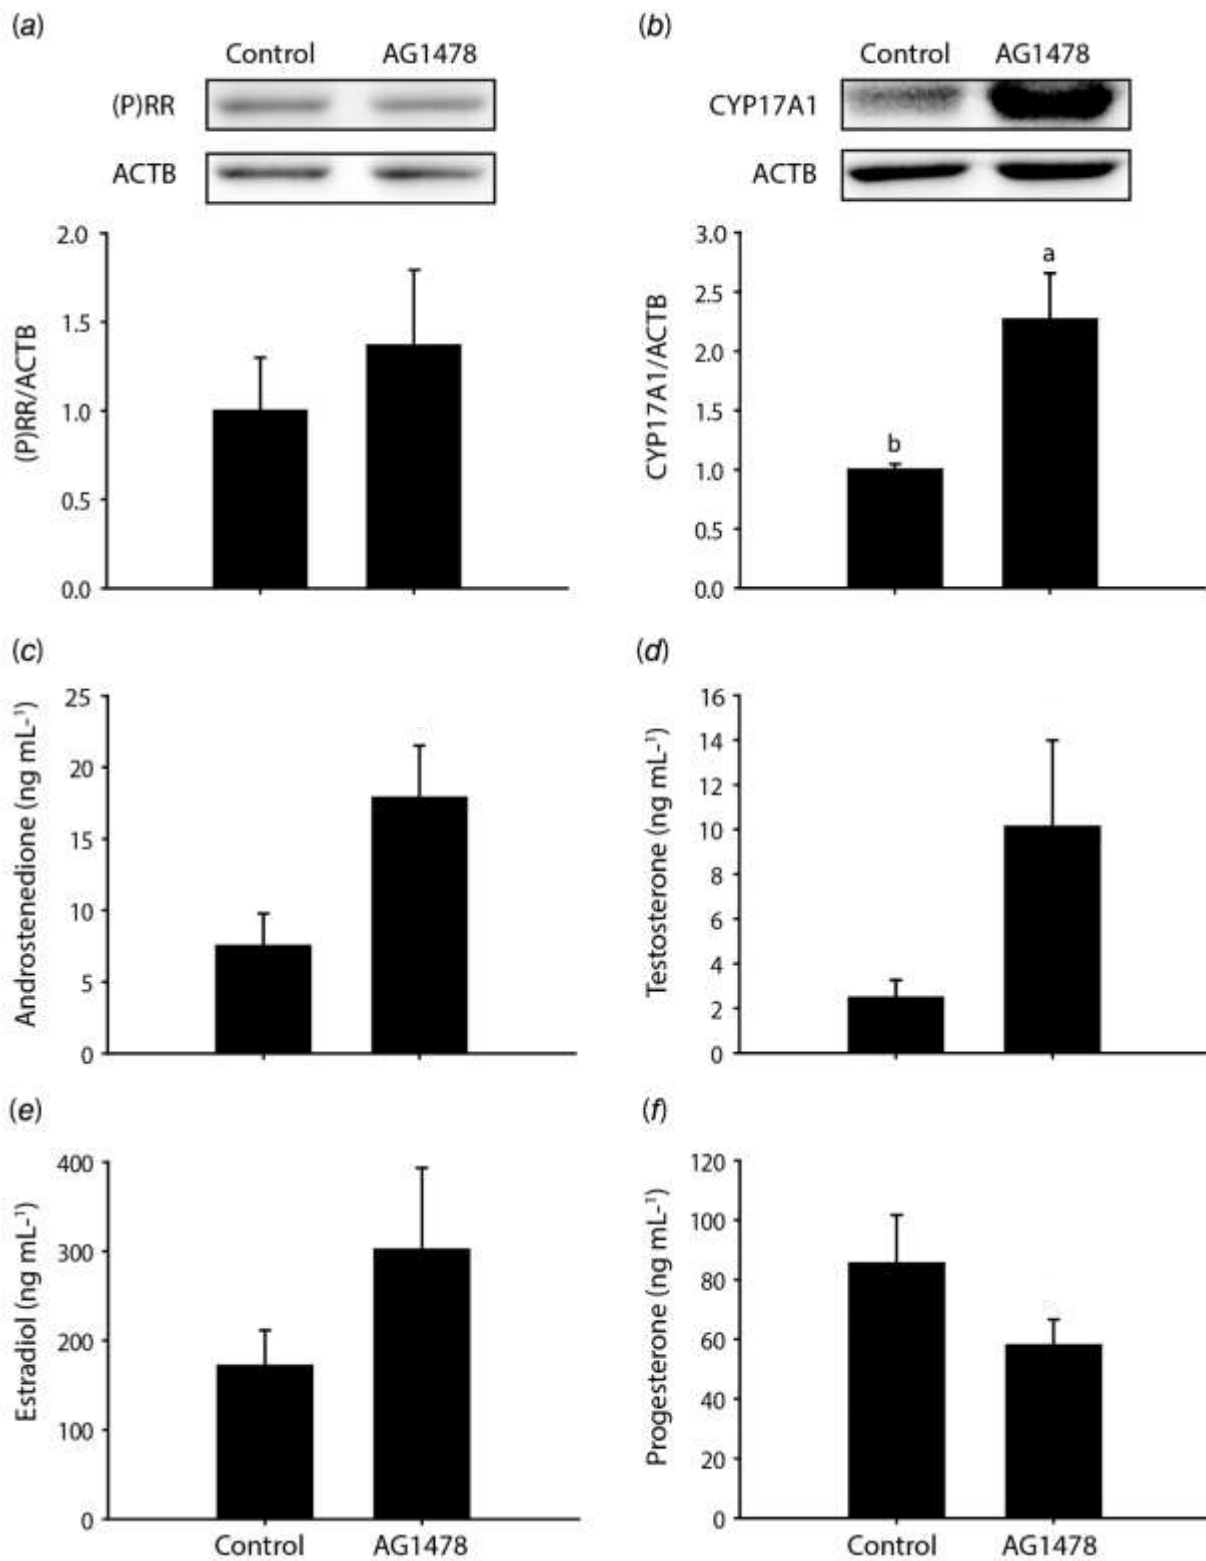 (a)
Control AG1478
(P)RR
ACTB
2.0
1.5
1.0
0.5
0.0
(P)RR/ACTB
(b)
Control AG1478
CYP17A1
ACTB
3.0
2.5
2.0
1.5
1.0
0.5
0.0
CYP17A1/ACTB
b
a
(c)
25
20
15
10
5
0
Androstenedione (ng mL-¹)
(d)
16
14
12
10
8
6
4
2
0
Testosterone (ng mL-¹)
(e)
400
300
200
100
0
Estradiol (ng mL-¹)
Control AG1478
(f)
120
100
80
60
40
20
0
Progesterone (ng mL-¹)
Control AG1478